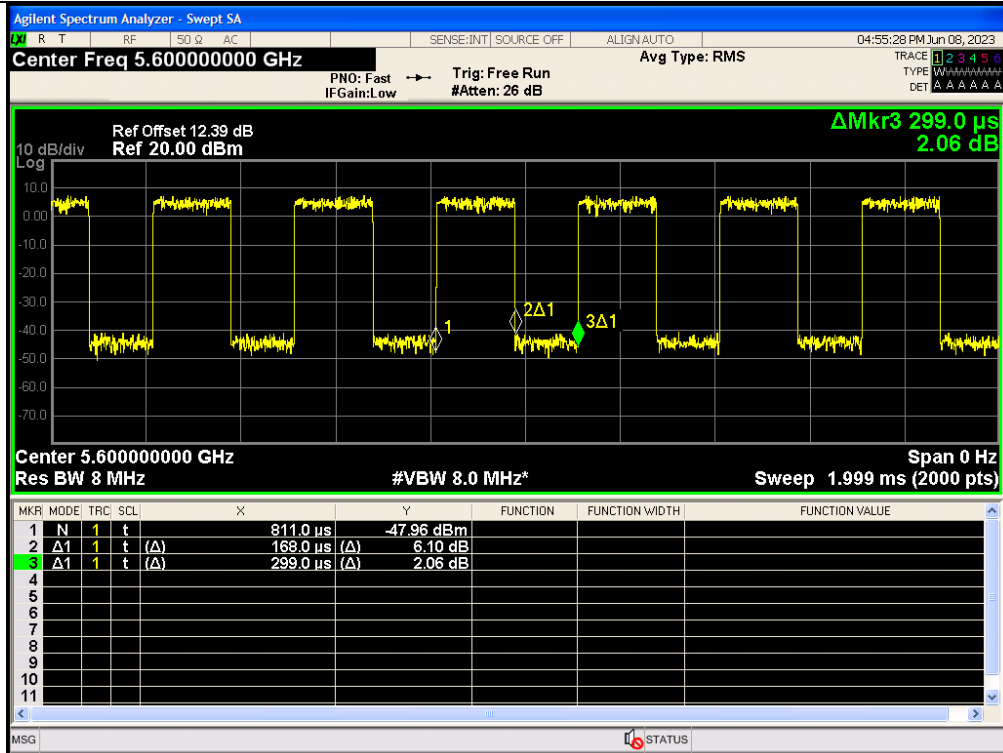 Agilent Spectrum Analyzer - Swept SA
LXI R T RF 50 Ω AC SENSE:INT SOURCE OFF ALIGN AUTO 04:55:28 PM Jun 08, 2023
Center Freq 5.600000000 GHz
PNO: Fast
IFGain:Low
Trig: Free Run
#Atten: 26 dB
Avg Type: RMS
TRACE 1 2 3 4 5 6
TYPE W
DET A A A A A A
ΔMkr3 299.0 µs
2.06 dB
Ref Offset 12.39 dB
10 dB/div Ref 20.00 dBm
Log
10.0
0.00
-10.0
-20.0
-30.0
-40.0
-50.0
-60.0
-70.0
1
2Δ1
3Δ1
Center 5.600000000 GHz Span 0 Hz
Res BW 8 MHz #VBW 8.0 MHz* Sweep 1.999 ms (2000 pts)
MKR MODE TRC SCL X Y FUNCTION FUNCTION WIDTH FUNCTION VALUE
1 N 1 t 811.0 µs -47.96 dBm
2 Δ1 1 t (Δ) 168.0 µs (Δ) 6.10 dB
3 Δ1 1 t (Δ) 299.0 µs (Δ) 2.06 dB
4
5
6
7
8
9
10
11
MSG STATUS